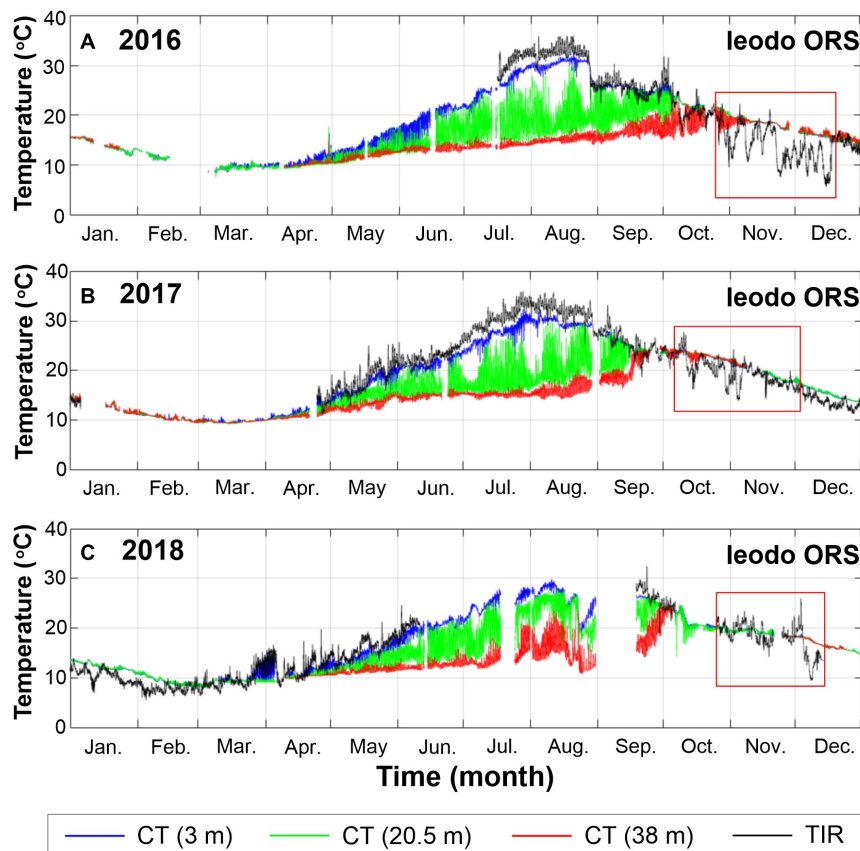 A 2016 Ieodo ORS
Temperature (°C)
40
30
20
10
0
Jan. Feb. Mar. Apr. May Jun. Jul. Aug. Sep. Oct. Nov. Dec.
B 2017 Ieodo ORS
Temperature (°C)
40
30
20
10
0
Jan. Feb. Mar. Apr. May Jun. Jul. Aug. Sep. Oct. Nov. Dec.
C 2018 Ieodo ORS
Temperature (°C)
40
30
20
10
0
Jan. Feb. Mar. Apr. May Jun. Jul. Aug. Sep. Oct. Nov. Dec.
Time (month)
CT (3 m) CT (20.5 m) CT (38 m) TIR